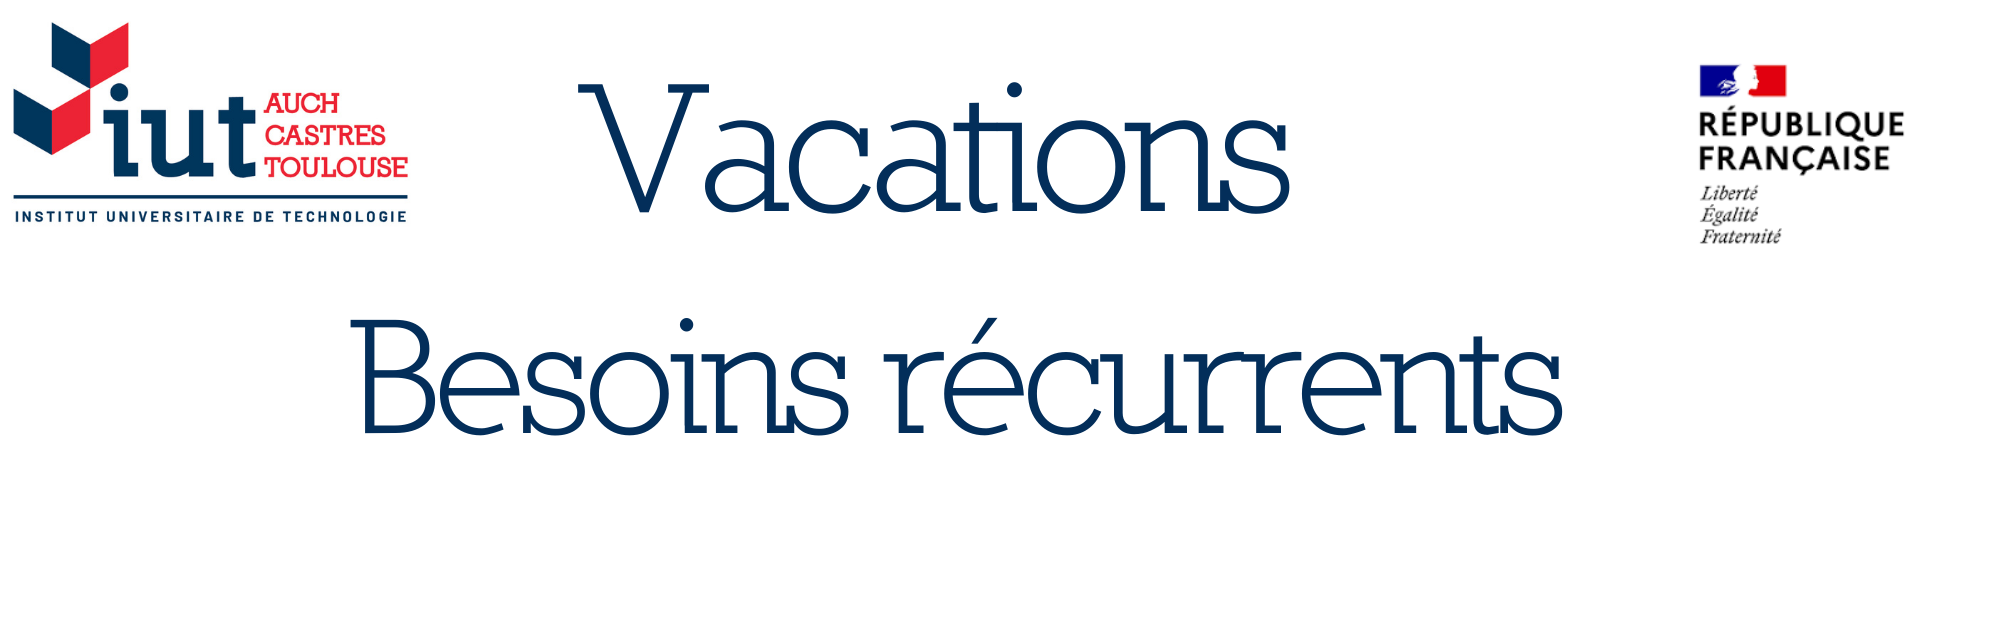 iut
AUCH
CASTRES
TOULOUSE
INSTITUT UNIVERSITAIRE DE TECHNOLOGIE
Vacations
Besoins récurrents
RÉPUBLIQUE
FRANÇAISE
Liberté
Égalité
Fraternité